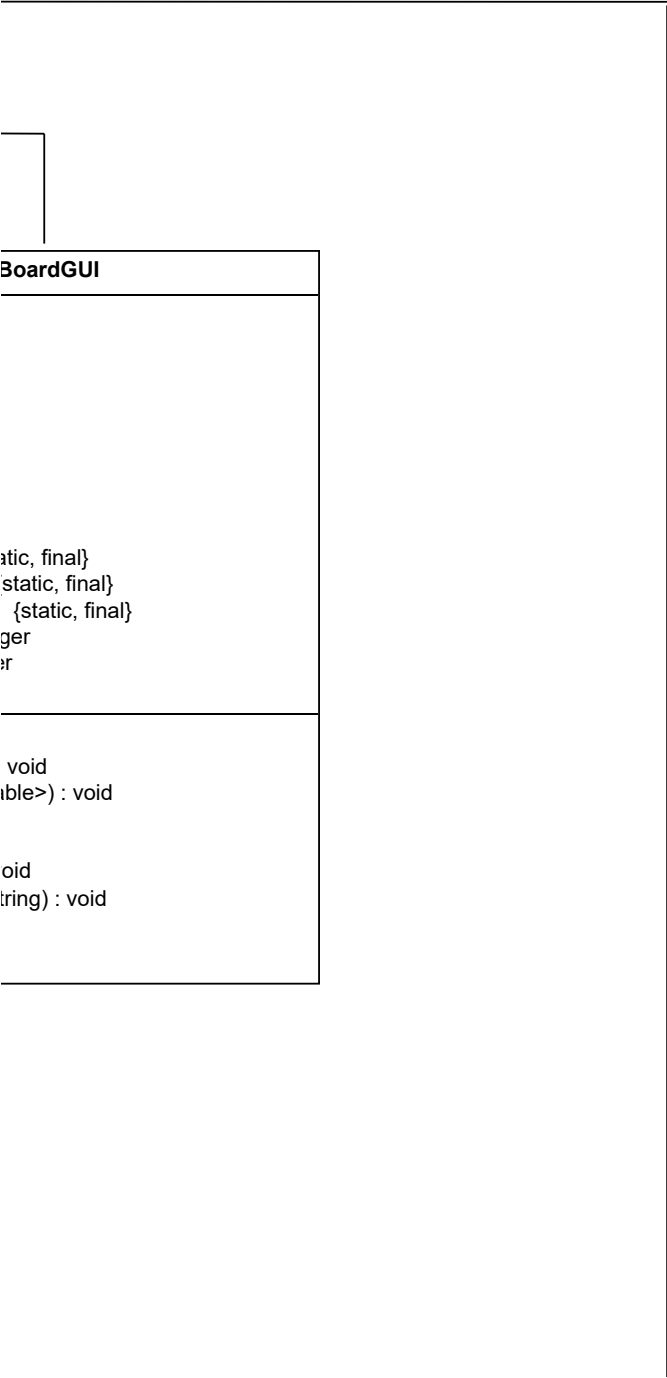 BoardGUI
atic, final}
{static, final}
{static, final}
ger
er
void
able>) : void
oid
tring) : void